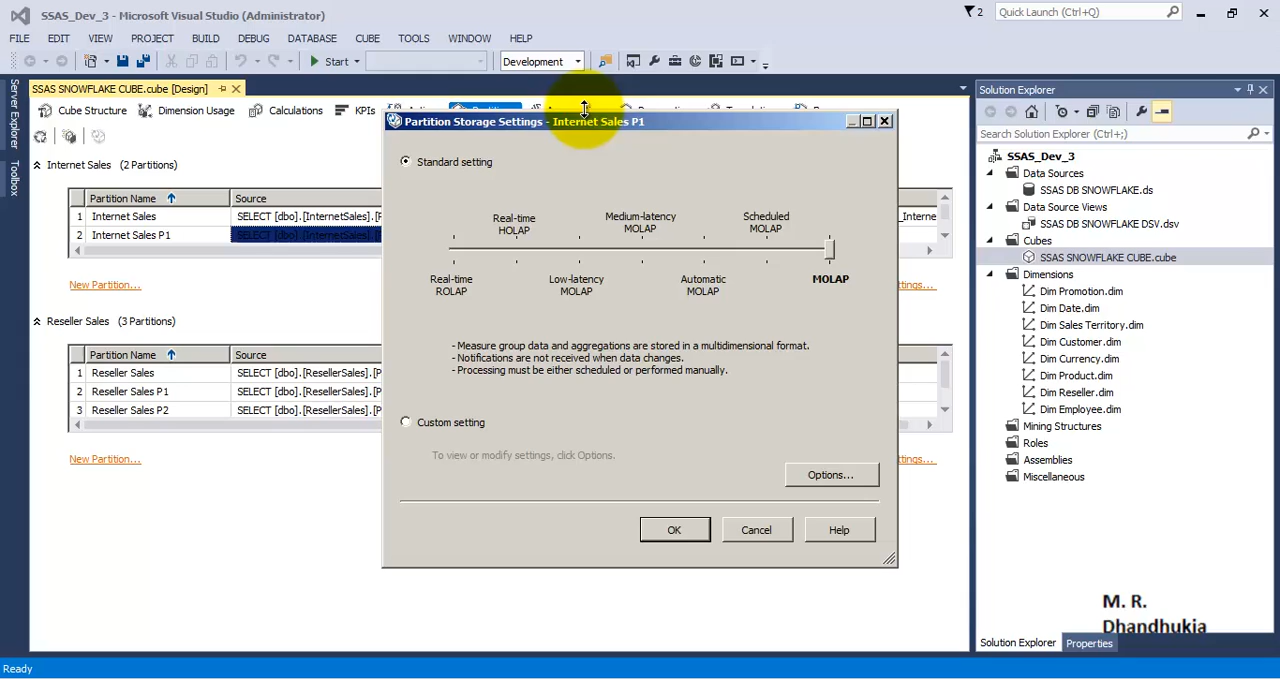 SSAS_Dev_3 - Microsoft Visual Studio (Administrator)
2
Quick Launch (Ctrl+Q)
FILE EDIT VIEW PROJECT BUILD DEBUG DATABASE CUBE TOOLS WINDOW HELP
Start
Development
Server Explorer
Toolbox
SSAS SNOWFLAKE CUBE.cube [Design]
Cube Structure
Dimension Usage
Calculations
KPIs
Internet Sales (2 Partitions)
Partition Name
Source
1 Internet Sales SELECT [dbo].[InternetSales].[P
_Interne
2 Internet Sales P1 SELECT [dbo].[InternetSales].[P
New Partition...
ttings...
Reseller Sales (3 Partitions)
Partition Name
Source
1 Reseller Sales SELECT [dbo].[ResellerSales].[P
2 Reseller Sales P1 SELECT [dbo].[ResellerSales].[P
3 Reseller Sales P2 SELECT [dbo].[ResellerSales].[P
New Partition...
ttings...
Partition Storage Settings - Internet Sales P1
Standard setting
Real-time
HOLAP
Medium-latency
MOLAP
Scheduled
MOLAP
Real-time
ROLAP
Low-latency
MOLAP
Automatic
MOLAP
MOLAP
- Measure group data and aggregations are stored in a multidimensional format.
- Notifications are not received when data changes.
- Processing must be either scheduled or performed manually.
Custom setting
To view or modify settings, click Options.
Options...
OK
Cancel
Help
Solution Explorer
Search Solution Explorer (Ctrl+;)
SSAS_Dev_3
Data Sources
SSAS DB SNOWFLAKE.ds
Data Source Views
SSAS DB SNOWFLAKE DSV.dsv
Cubes
SSAS SNOWFLAKE CUBE.cube
Dimensions
Dim Promotion.dim
Dim Date.dim
Dim Sales Territory.dim
Dim Customer.dim
Dim Currency.dim
Dim Product.dim
Dim Reseller.dim
Dim Employee.dim
Mining Structures
Roles
Assemblies
Miscellaneous
M. R.
Dhandhukia
Solution Explorer
Properties
Ready